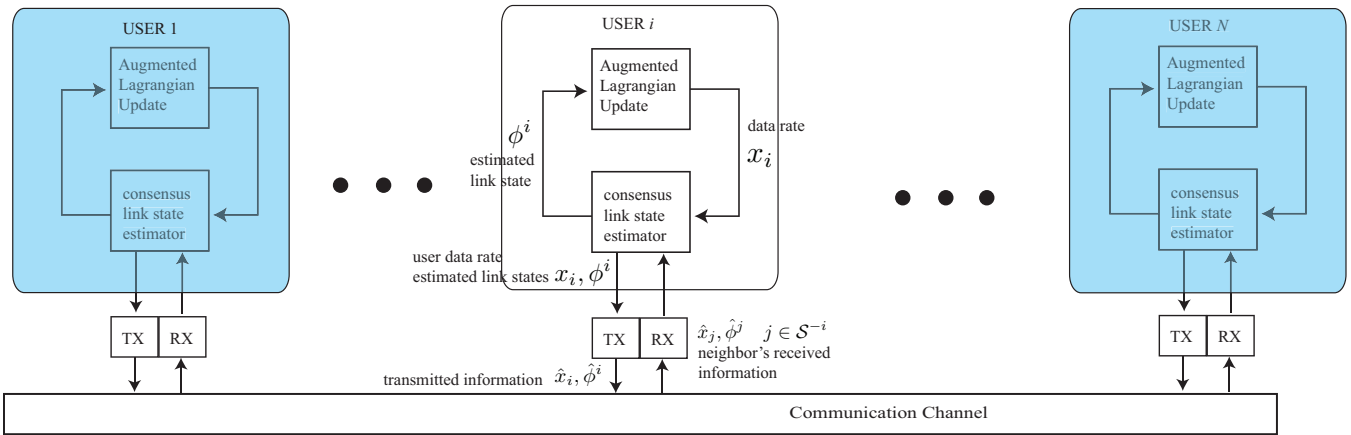 USER 1
Augmented
Lagrangian
Update
consensus
link state
estimator
TX RX
USER i
Augmented
Lagrangian
Update
ϕ^i
estimated
link state
data rate
x_i
consensus
link state
estimator
user data rate
estimated link states x_i, ϕ^i
TX RX
x̂_j, ϕ̂^j j ∈ S^{-i}
neighbor's received
information
transmitted information x̂_i, ϕ̂^i
USER N
Augmented
Lagrangian
Update
consensus
link state
estimator
TX RX
Communication Channel